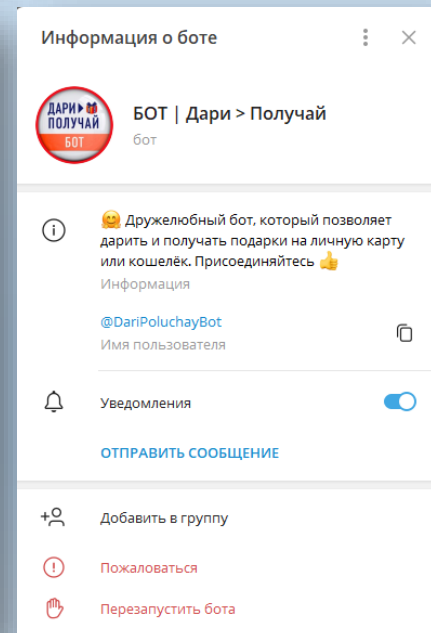 Информация о боте
ДАРИ
ПОЛУЧАЙ
БОТ
БОТ | Дари > Получай
бот
🤗 Дружелюбный бот, который позволяет
дарить и получать подарки на личную карту
или кошелёк. Присоединяйтесь 👍
Информация
@DariPoluchayBot
Имя пользователя
Уведомления
ОТПРАВИТЬ СООБЩЕНИЕ
Добавить в группу
Пожаловаться
Перезапустить бота